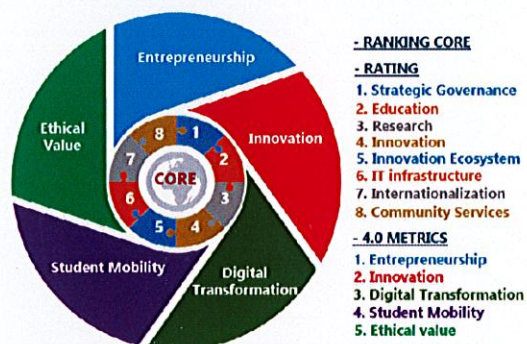 Entrepreneurship
Ethical
Value
Innovation
8 1
7 2
CORE
6 3
5 4
Student Mobility
Digital
Transformation
- RANKING CORE
- RATING
1. Strategic Governance
2. Education
3. Research
4. Innovation
5. Innovation Ecosystem
6. IT infrastructure
7. Internationalization
8. Community Services
- 4.0 METRICS
1. Entrepreneurship
2. Innovation
3. Digital Transformation
4. Student Mobility
5. Ethical value